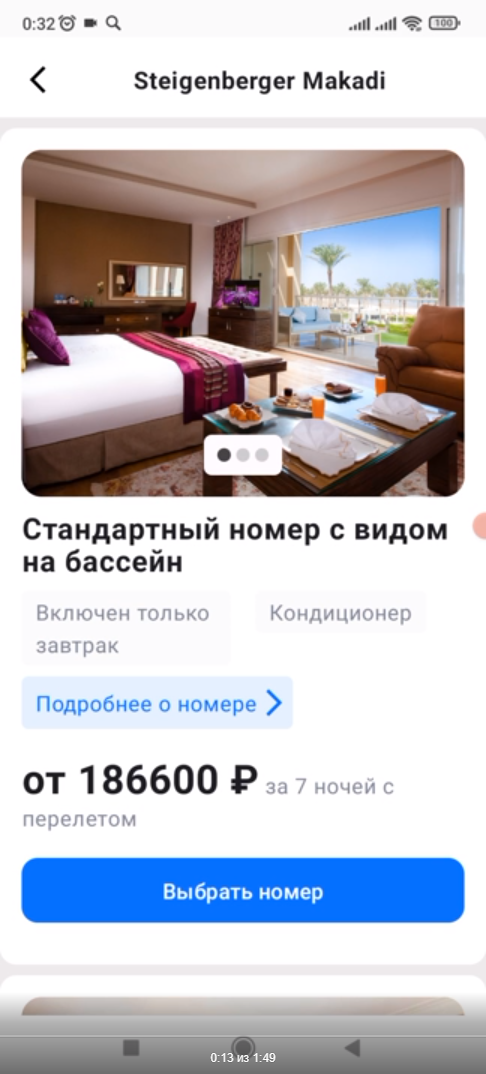 0:32
100
Steigenberger Makadi
Стандартный номер с видом
на бассейн
Включен только
завтрак
Кондиционер
Подробнее о номере
от 186600 ₽ за 7 ночей с
перелетом
Выбрать номер
0:13 из 1:49